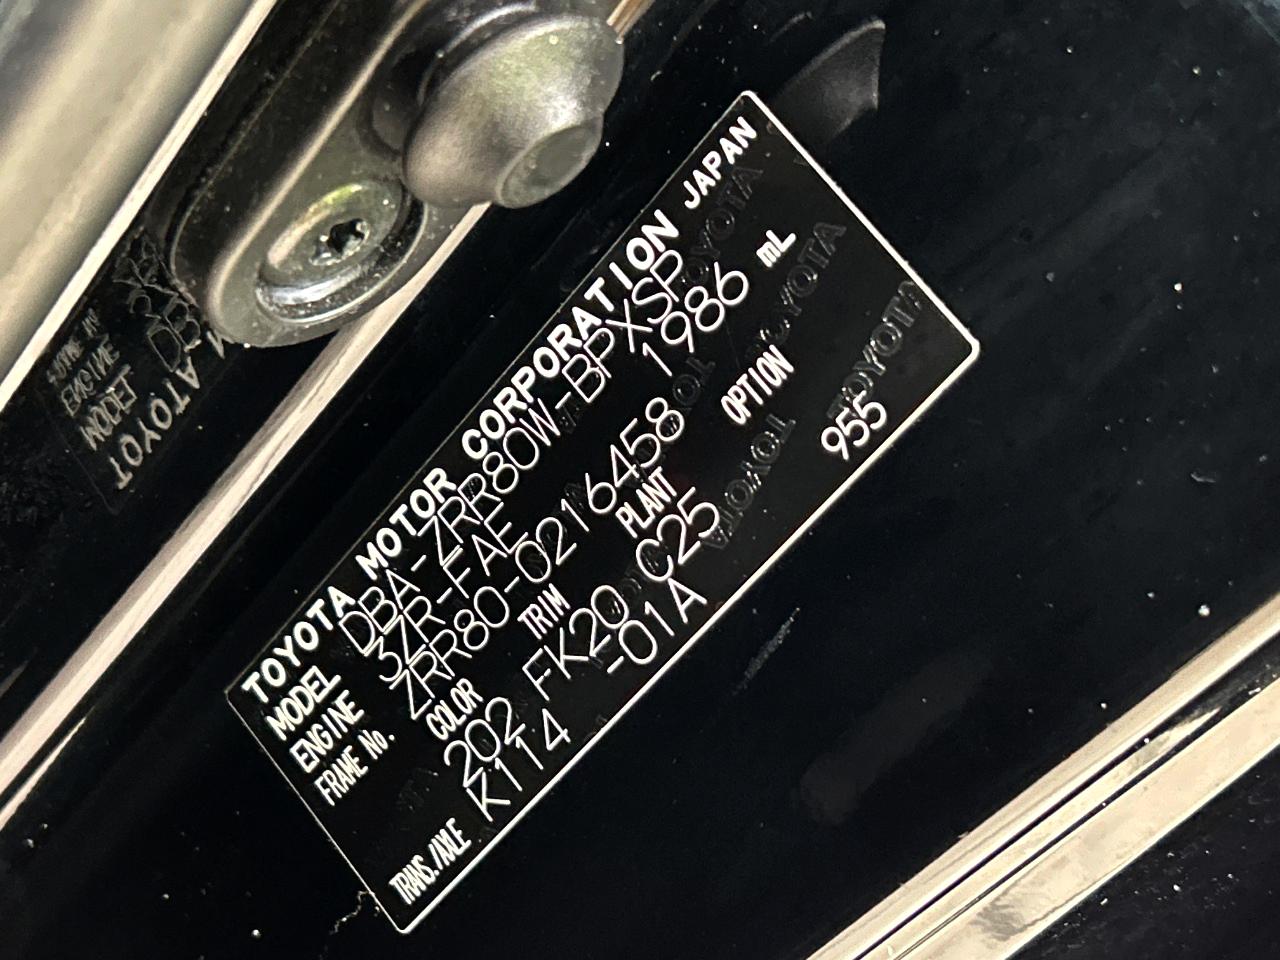 TOYOTA MOTOR CORPORATION JAPAN
MODEL DBA-ZRR80W-BPXSP
ENGINE 3ZR-FAE 1986 mL
FRAME No. ZRR80-0216458
COLOR TRIM PLANT OPTION
202 FK20 C25 955
TRANS./AXLE K114 -01A